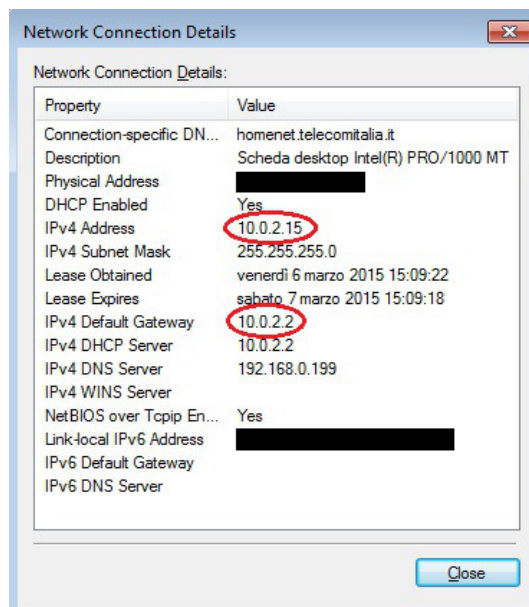 Network Connection Details
Network Connection Details:
Property Value
Connection-specific DN... homenet.telecomitalia.it
Description Scheda desktop Intel(R) PRO/1000 MT
Physical Address
DHCP Enabled Yes
IPv4 Address 10.0.2.15
IPv4 Subnet Mask 255.255.255.0
Lease Obtained venerdì 6 marzo 2015 15:09:22
Lease Expires sabato 7 marzo 2015 15:09:18
IPv4 Default Gateway 10.0.2.2
IPv4 DHCP Server 10.0.2.2
IPv4 DNS Server 192.168.0.199
IPv4 WINS Server
NetBIOS over Tcpip En... Yes
Link-local IPv6 Address
IPv6 Default Gateway
IPv6 DNS Server
Close